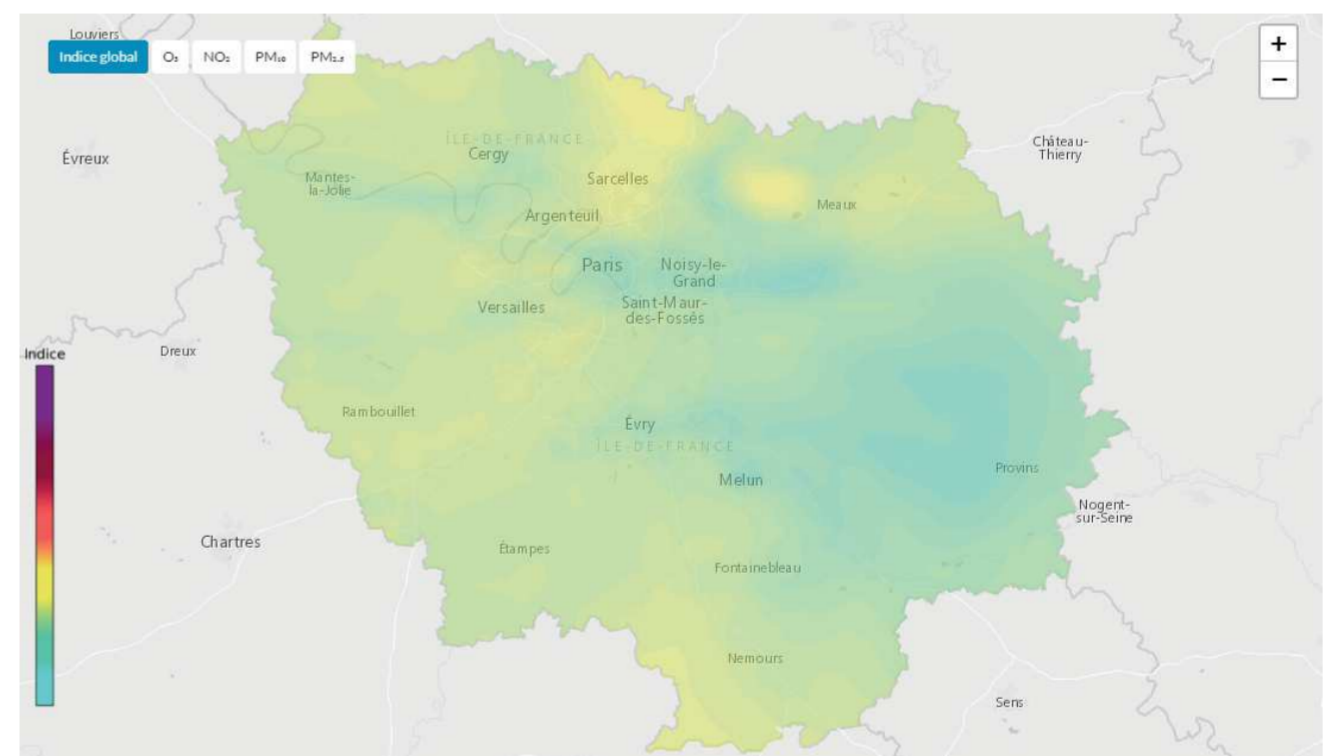 Louviers
Indice global
O₃
NO₂
PM₁₀
PM₂.₅
+
−
Château-
Thierry
Évreux
ÎLE-DE-FRANCE
Cergy
Mantes-
la-Jolie
Sarcelles
Meaux
Argenteuil
Paris
Noisy-le-
Grand
Versailles
Saint-Maur-
des-Fossés
Indice
Dreux
Rambouillet
Évry
ÎLE-DE-FRANCE
Provins
Melun
Nogent-
sur-Seine
Chartres
Étampes
Fontainebleau
Nemours
Sens